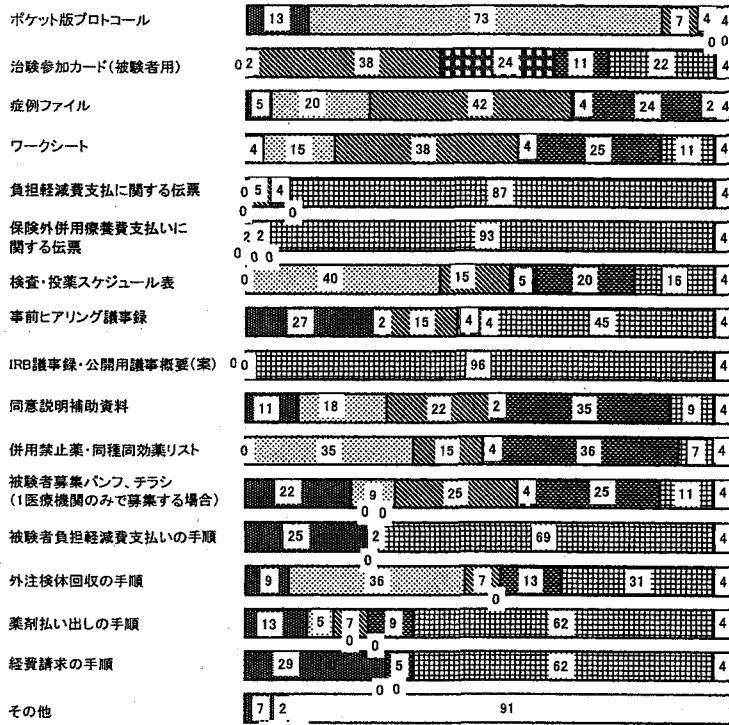 ポケット版プロトコール 13 73 7 4 4
0 0
治験参加カード(被験者用) 0 2 38 24 11 22 4
症例ファイル 5 20 42 4 24 2 4
ワークシート 4 15 38 4 25 11 4
負担軽減費支払に関する伝票 0 5 4 87 4
0 0
保険外併用療養費支払いに
関する伝票 2 2 93 4
0 0 0
検査・投薬スケジュール表 0 40 15 5 20 16 4
事前ヒアリング議事録 27 2 15 4 4 45 4
IRB議事録・公開用議事概要(案) 0 0 96 4
同意説明補助資料 11 18 22 2 35 9 4
併用禁止薬・同種同効薬リスト 0 35 15 4 36 7 4
被験者募集パンフ、チラシ
(1医療機関のみで募集する場合) 22 9 25 4 25 11 4
0 0
被験者負担軽減費支払いの手順 25 2 69 4
0
外注検体回収の手順 9 36 7 13 31 4
0
薬剤払い出しの手順 13 5 7 9 62 4
0 0
経費請求の手順 29 5 62 4
0 0
その他 7 2 91